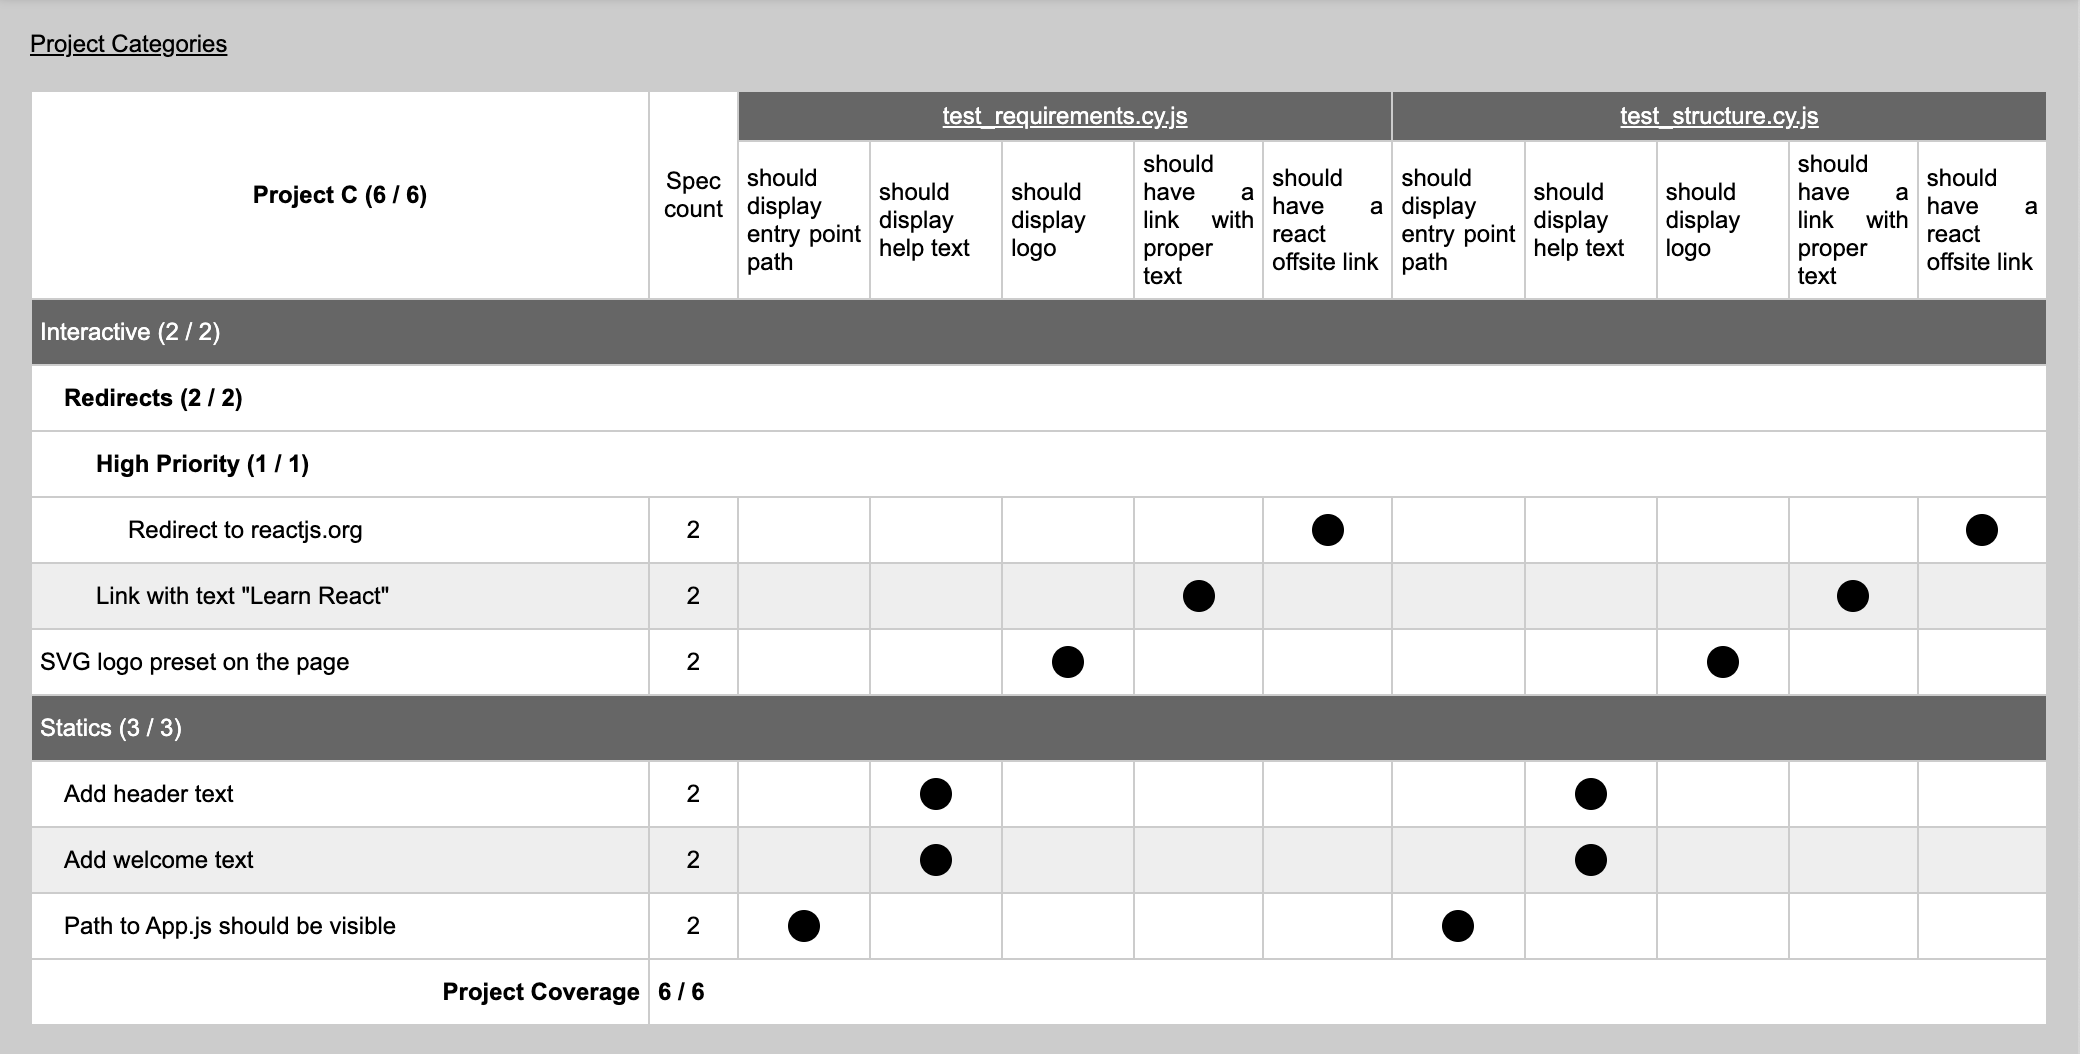 Project Categories
test_requirements.cy.js
test_structure.cy.js
Project C (6 / 6)
Spec
count
should
display
entry point
path
should
display
help text
should
display
logo
should
have a
link with
proper
text
should
have a
react
offsite link
should
display
entry point
path
should
display
help text
should
display
logo
should
have a
link with
proper
text
should
have a
react
offsite link
Interactive (2 / 2)
Redirects (2 / 2)
High Priority (1 / 1)
Redirect to reactjs.org 2
Link with text "Learn React" 2
SVG logo preset on the page 2
Statics (3 / 3)
Add header text 2
Add welcome text 2
Path to App.js should be visible 2
Project Coverage 6 / 6